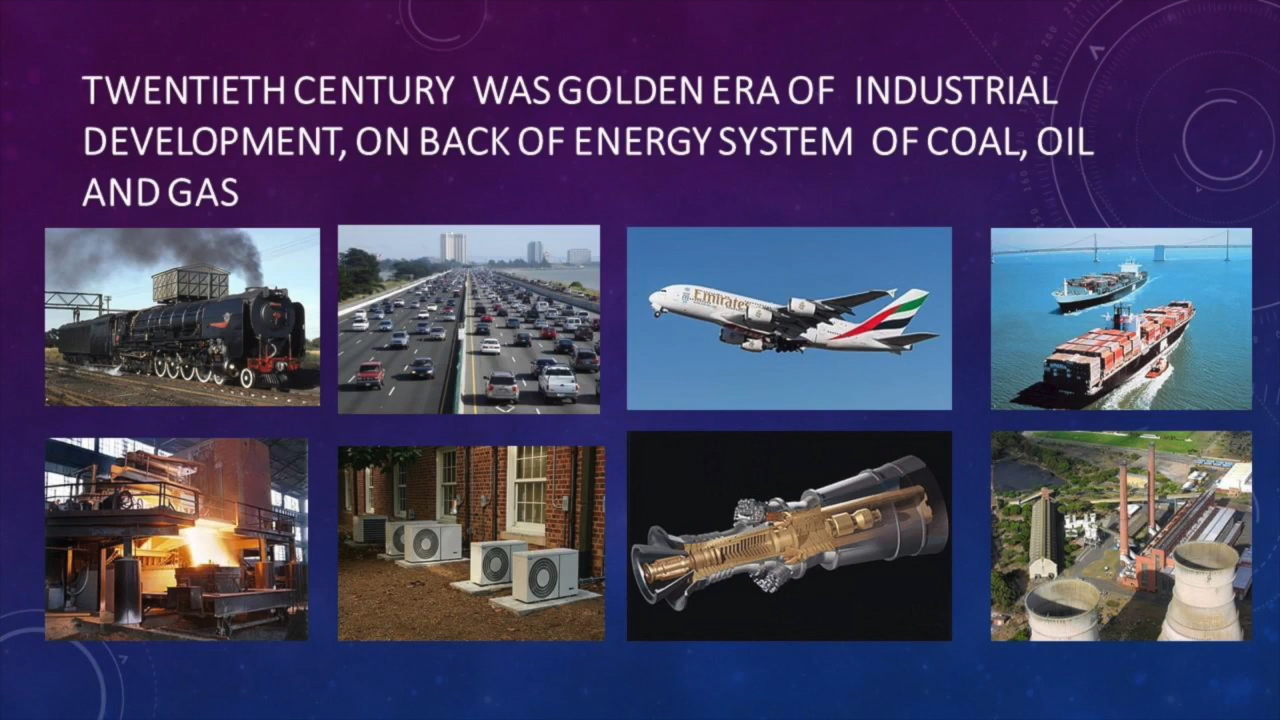 TWENTIETH CENTURY WAS GOLDEN ERA OF INDUSTRIAL
DEVELOPMENT, ON BACK OF ENERGY SYSTEM OF COAL, OIL
AND GAS
Emirates